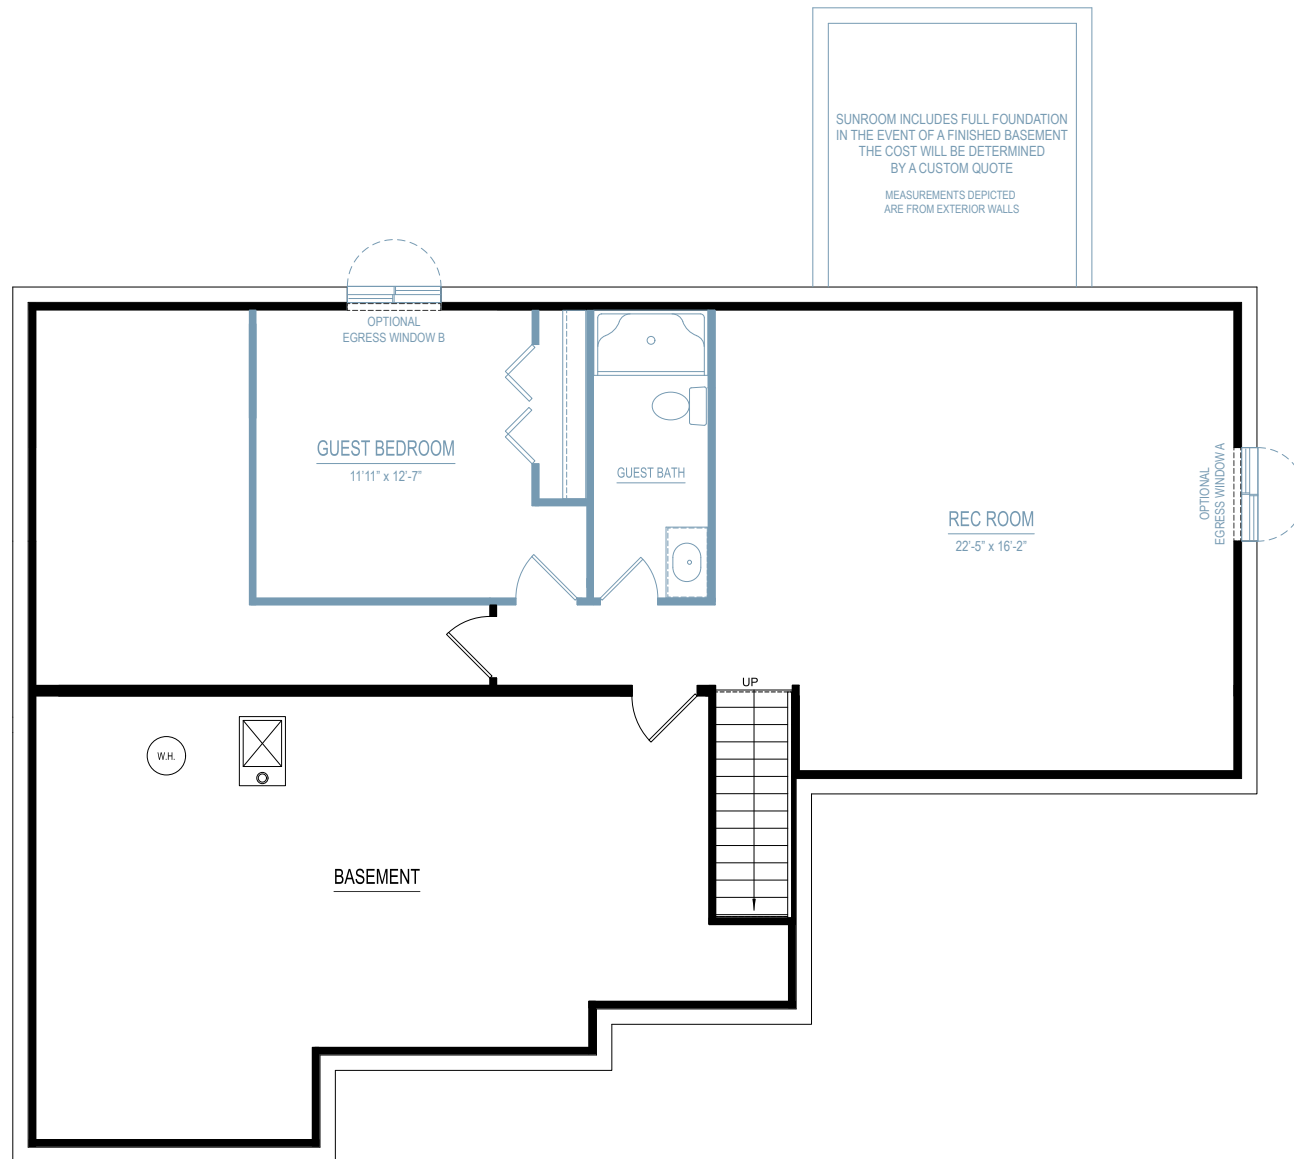 SUNROOM INCLUDES FULL FOUNDATION
IN THE EVENT OF A FINISHED BASEMENT
THE COST WILL BE DETERMINED
BY A CUSTOM QUOTE
MEASUREMENTS DEPICTED
ARE FROM EXTERIOR WALLS
OPTIONAL
EGRESS WINDOW B
GUEST BEDROOM
11'11" x 12'-7"
GUEST BATH
REC ROOM
22'-5" x 16'-2"
OPTIONAL
EGRESS WINDOW A
UP
W.H.
BASEMENT